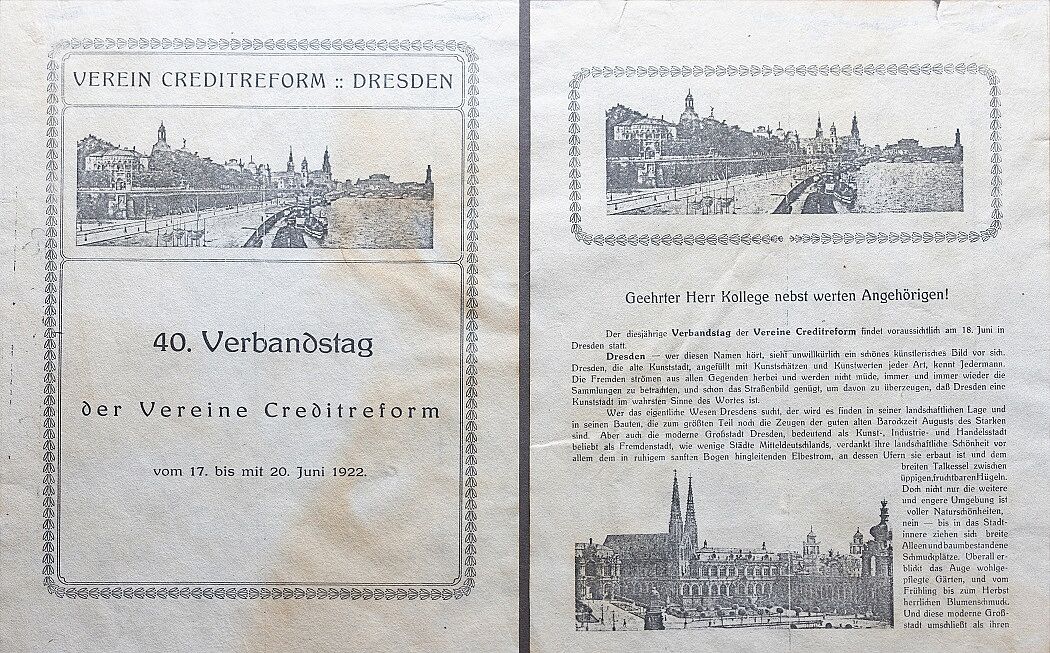 VEREIN CREDITREFORM :: DRESDEN
40. Verbandstag
der Vereine Creditreform
vom 17. bis mit 20. Juni 1922.
Geehrter Herr Kollege nebst werten Angehörigen!
Der diesjährige Verbandstag der Vereine Creditreform findet voraussichtlich am 18. Juni in
Dresden statt.
Dresden — wer diesen Namen hört, sieht unwillkürlich ein schönes künstlerisches Bild vor sich.
Dresden, die alte Kunststadt, angefüllt mit Kunstschätzen und Kunstwerten jeder Art, kennt Jedermann.
Die Fremden strömen aus allen Gegenden herbei und werden nicht müde, immer und immer wieder die
Sammlungen zu betrachten, und schon das Straßenbild genügt, um davon zu überzeugen, daß Dresden eine
Kunststadt im wahrsten Sinne des Wortes ist.
Wer das eigentliche Wesen Dresdens sucht, der wird es finden in seiner landschaftlichen Lage und
in seinen Bauten, die zum größten Teil noch die Zeugen der guten alten Barockzeit Augusts des Starken
sind. Aber auch die moderne Großstadt Dresden, bedeutend als Kunst-, Industrie- und Handelsstadt
beliebt als Fremdenstadt, wie wenige Städte Mitteldeutschlands, verdankt ihre landschaftliche Schönheit vor
allem dem in ruhigem sanften Bogen hingleitenden Elbestrom, an dessen Ufern sie erbaut ist und dem
breiten Talkessel zwischen
üppigen, fruchtbaren Hügeln.
Doch nicht nur die weitere
und engere Umgebung ist
voller Naturschönheiten,
nein — bis in das Stadt-
innere ziehen sich breite
Alleen und baumbestandene
Schmuckplätze. Überall er-
blickt das Auge wohlge-
pflegte Gärten, und vom
Frühling bis zum Herbst
herrlichen Blumenschmuck.
Und diese moderne Groß-
stadt umschließt als ihren